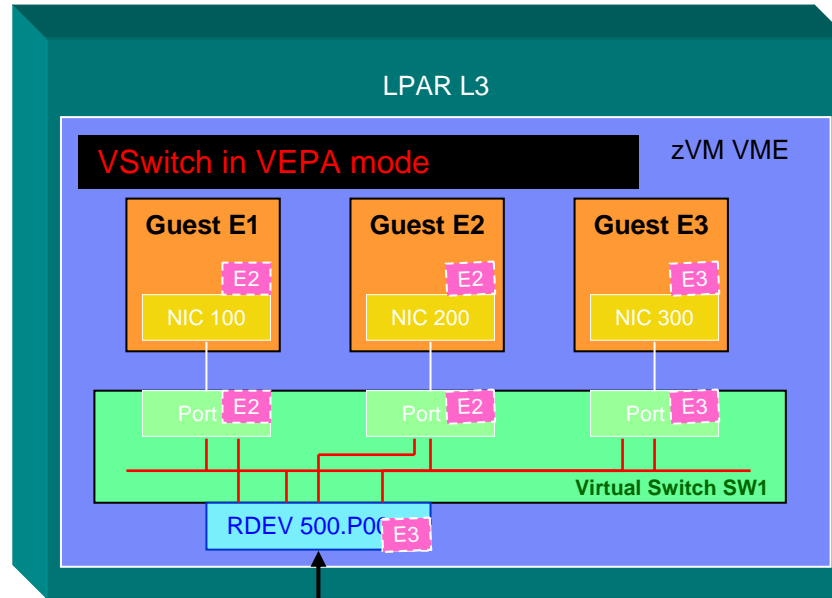 LPAR L3
VSwitch in VEPA mode
zVM VME
Guest E1
Guest E2
Guest E3
E2
E2
E3
NIC 100
NIC 200
NIC 300
Port
E2
Port
E2
Port
E3
Virtual Switch SW1
RDEV 500.P00
E3